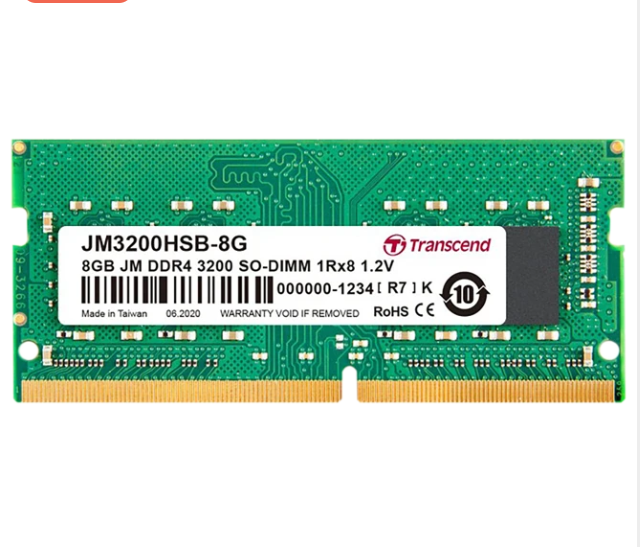 JM3200HSB-8G
Transcend
8GB JM DDR4 3200 SO-DIMM 1Rx8 1.2V
000000-1234 [ R7 ] K
10
Made in Taiwan 06.2020 WARRANTY VOID IF REMOVED RoHS CE